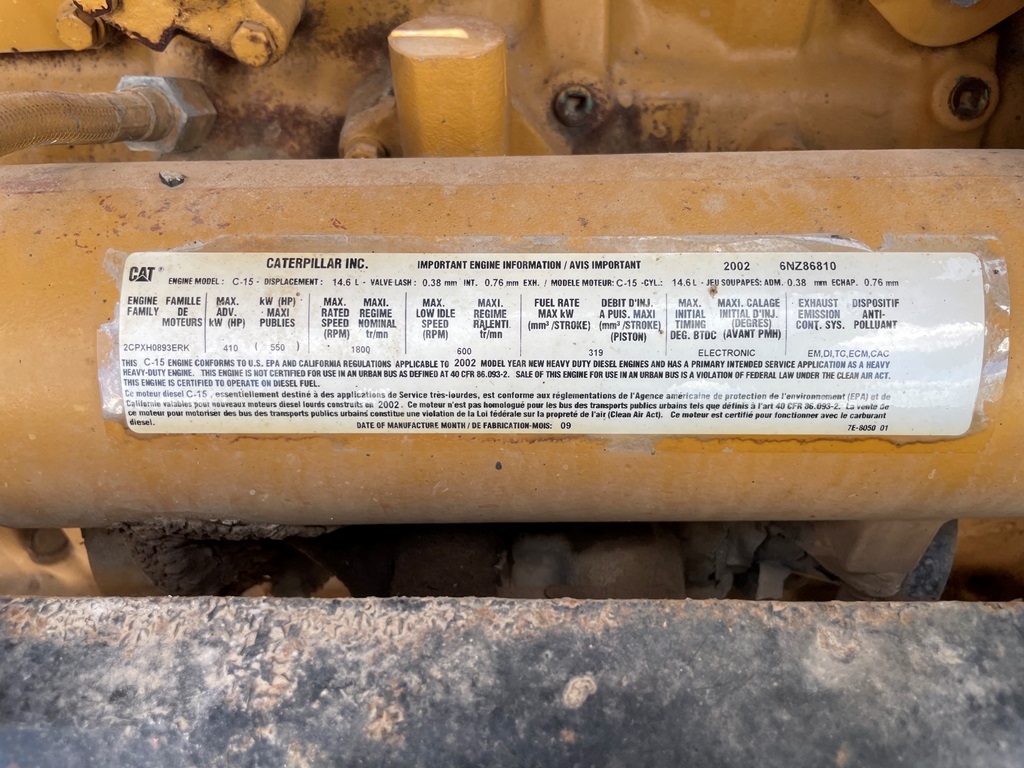 CAT® CATERPILLAR INC. IMPORTANT ENGINE INFORMATION / AVIS IMPORTANT 2002 6NZ86810
ENGINE MODEL : C-15 - DISPLACEMENT : 14.6 L - VALVE LASH : 0.38 mm INT. 0.76 mm EXH. / MODELE MOTEUR: C-15 -CYL.: 14.6 L - JEU SOUPAPES: ADM. 0.38 mm ECHAP. 0.76 mm
ENGINE FAMILLE MAX. kW (HP) MAX. MAXI. MAX. MAXI. FUEL RATE DEBIT D'INJ. MAX. MAXI. CALAGE EXHAUST DISPOSITIF
FAMILY DE ADV. MAXI RATED REGIME LOW IDLE REGIME MAX kW A PUIS. MAXI INITIAL INITIAL D'INJ. EMISSION ANTI-
MOTEURS kW (HP) PUBLIES SPEED NOMINAL SPEED RALENTI. (mm³ /STROKE) (mm³ /STROKE) TIMING (DEGRES) CONT. SYS. POLLUANT
(RPM) tr/mn (RPM) tr/mn (PISTON) DEG. BTDC (AVANT PMH)
2CPXH0893ERK 410 ( 550 ) 1800 600 319 ELECTRONIC EM,DI,TC,ECM,CAC
THIS C-15 ENGINE CONFORMS TO U.S. EPA AND CALIFORNIA REGULATIONS APPLICABLE TO 2002 MODEL YEAR NEW HEAVY DUTY DIESEL ENGINES AND HAS A PRIMARY INTENDED SERVICE APPLICATION AS A HEAVY
HEAVY-DUTY ENGINE. THIS ENGINE IS NOT CERTIFIED FOR USE IN AN URBAN BUS AS DEFINED AT 40 CFR 86.093-2. SALE OF THIS ENGINE FOR USE IN AN URBAN BUS IS A VIOLATION OF FEDERAL LAW UNDER THE CLEAN AIR ACT.
THIS ENGINE IS CERTIFIED TO OPERATE ON DIESEL FUEL.
Ce moteur diesel C-15 , essentiellement destiné à des applications de Service très-lourdes, est conforme aux réglementations de l'Agence américaine de protection de l'environnement (EPA) et de
Californie valables pour nouveaux moteurs diesel lourds construits en 2002 . Ce moteur n'est pas homologué pour les bus des transports publics urbains tels que définis à l'art 40 CFR 86.093-2. La vente de
ce moteur pour motoriser des bus des transports publics urbains constitue une violation de la Loi fédérale sur la propreté de l'air (Clean Air Act). Ce moteur est certifié pour fonctionner avec le carburant
diesel. DATE OF MANUFACTURE MONTH / DE FABRICATION-MOIS: 09 7E-8050 01